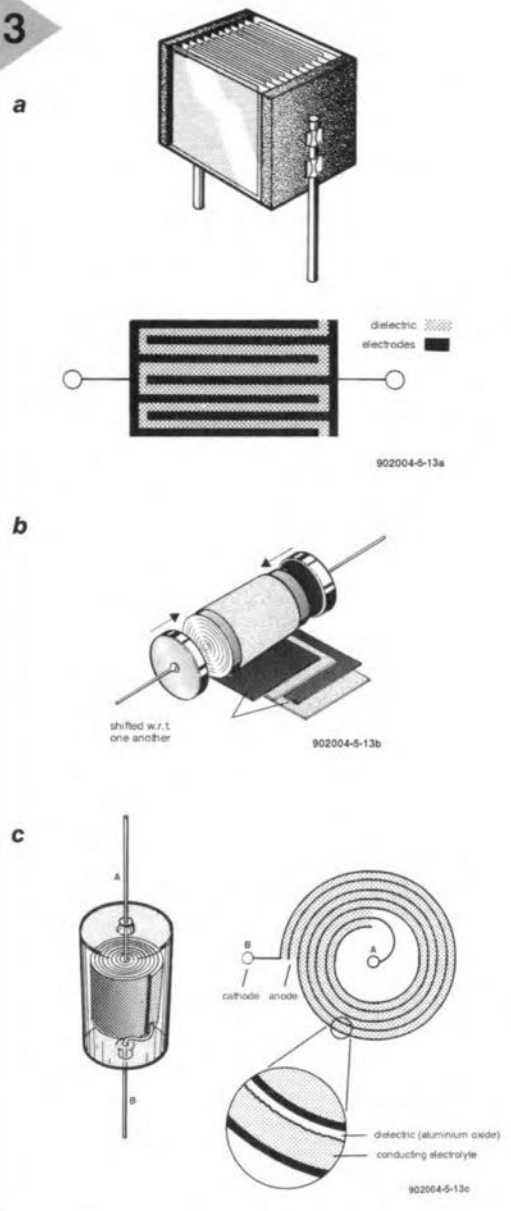 3
a
dielectric
electrodes
902004-5-13a
b
shifted w.r.t.
one another
902004-5-13b
c
A
B
B
A
cathode anode
dielectric (aluminium oxide)
conducting electrolyte
902004-5-13c